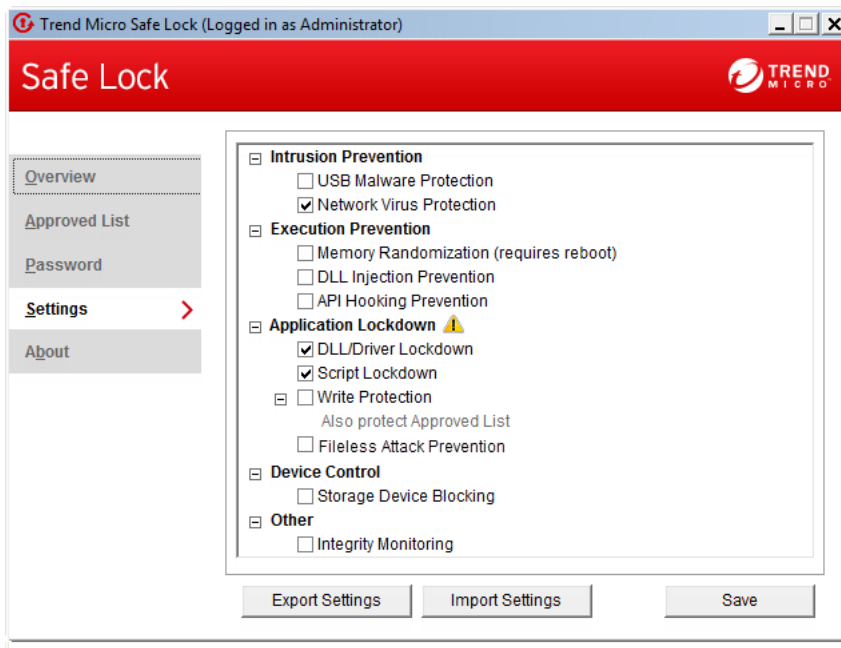 Trend Micro Safe Lock (Logged in as Administrator)
Safe Lock
TREND
MICRO
Overview
Approved List
Password
Settings
About
Intrusion Prevention
USB Malware Protection
Network Virus Protection
Execution Prevention
Memory Randomization (requires reboot)
DLL Injection Prevention
API Hooking Prevention
Application Lockdown
DLL/Driver Lockdown
Script Lockdown
Write Protection
Also protect Approved List
Fileless Attack Prevention
Device Control
Storage Device Blocking
Other
Integrity Monitoring
Export Settings
Import Settings
Save